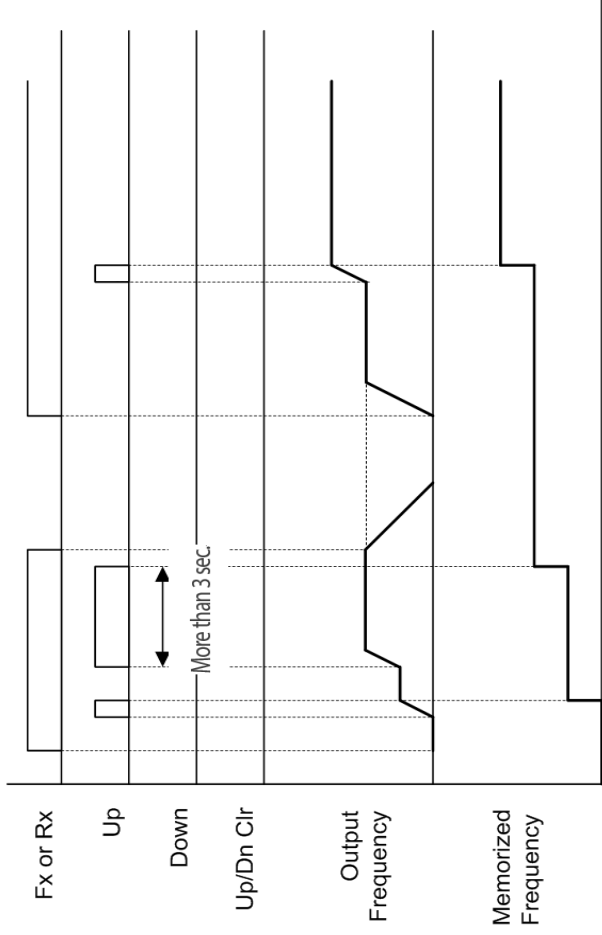 Fx or Rx
Up
More than 3 sec.
Down
Up/Dn Clr
Output
Frequency
Memorized
Frequency